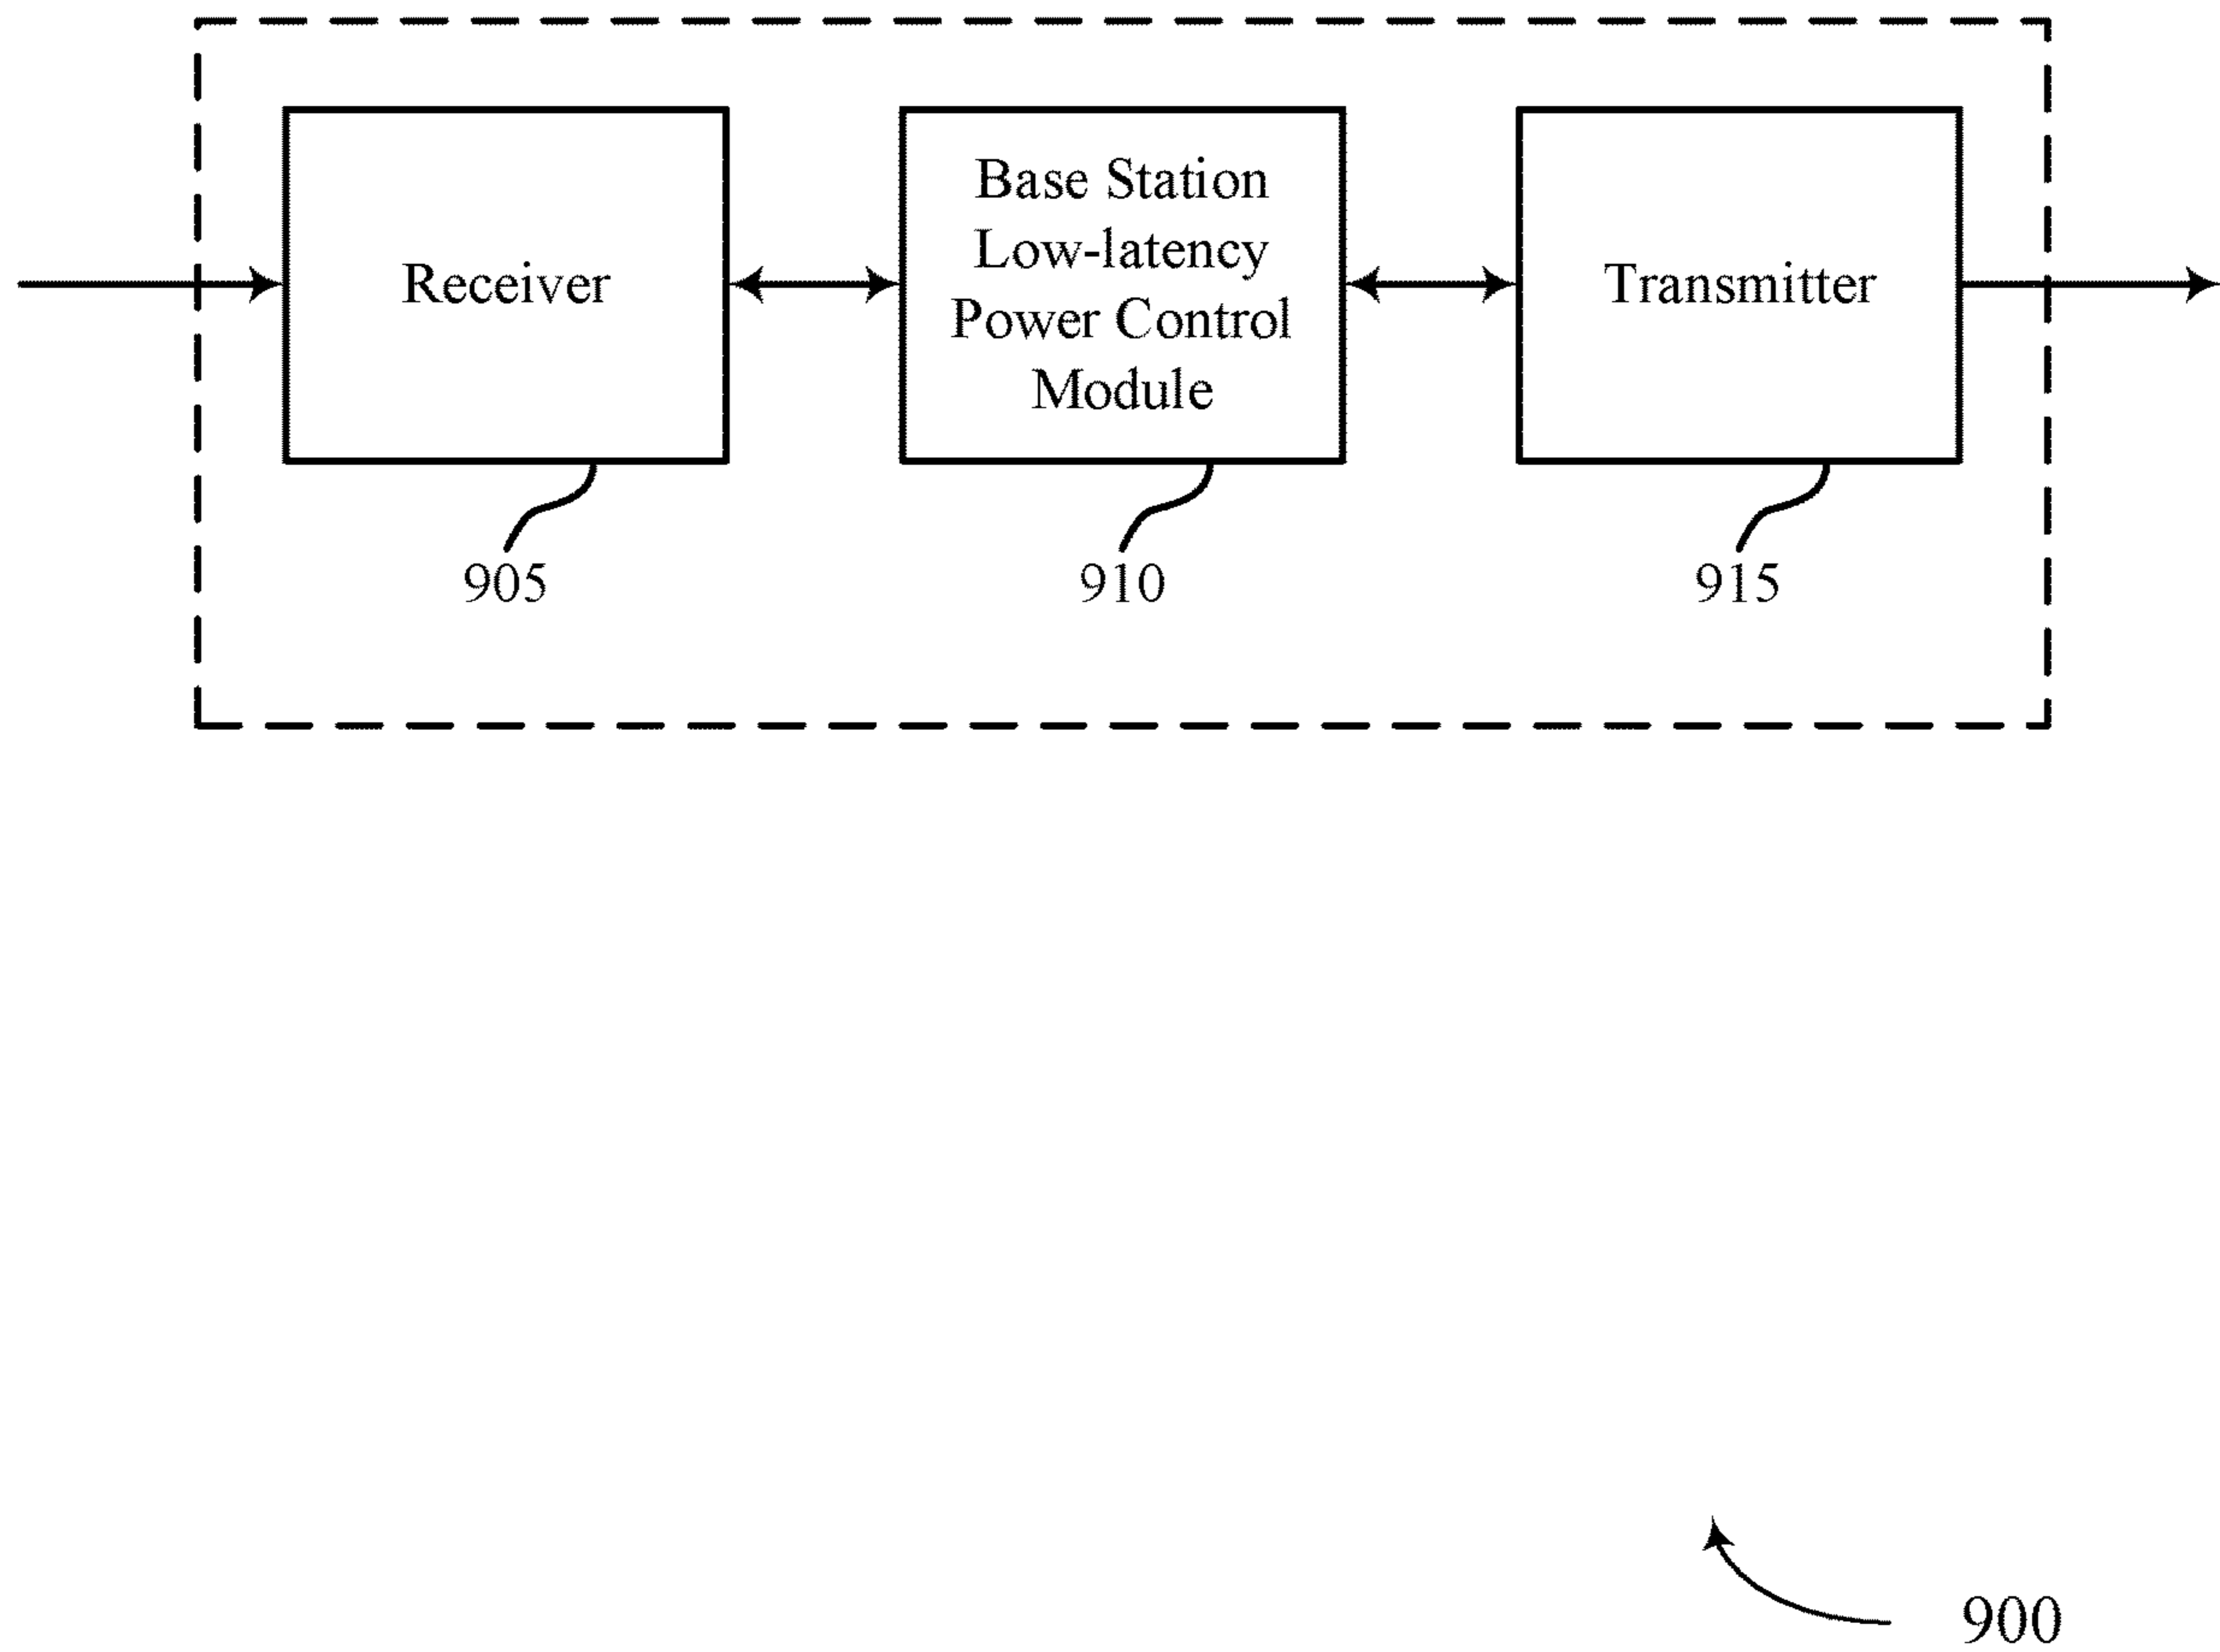 Receiver
Base Station
Low-latency
Power Control
Module
Transmitter
905
910
915
900